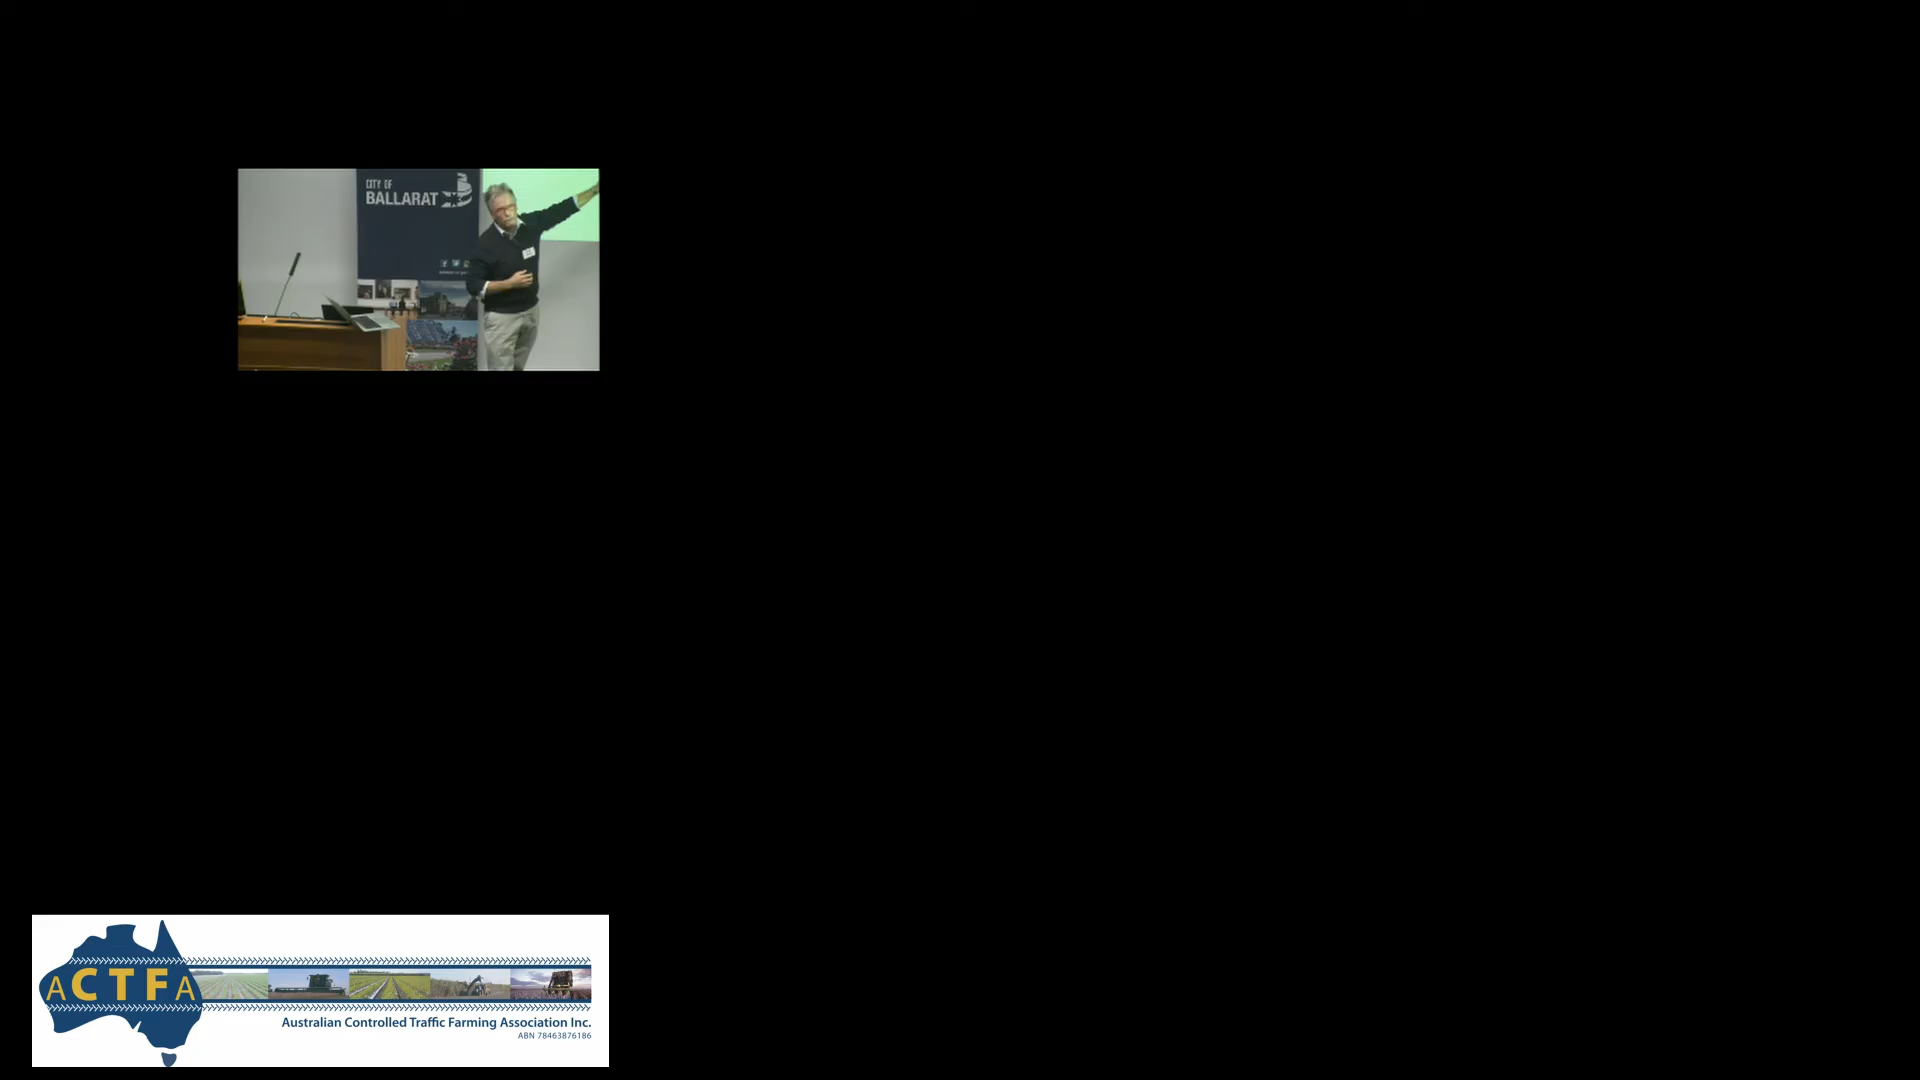 CITY OF
BALLARAT
ACTFA
Australian Controlled Traffic Farming Association Inc.
ABN 78463876186